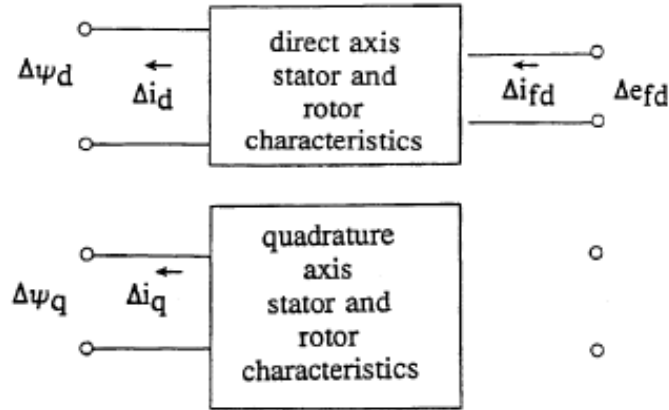 direct axis
stator and
rotor
characteristics
Δψd
Δid
Δifd
Δefd
quadrature
axis
stator and
rotor
characteristics
Δψq
Δiq